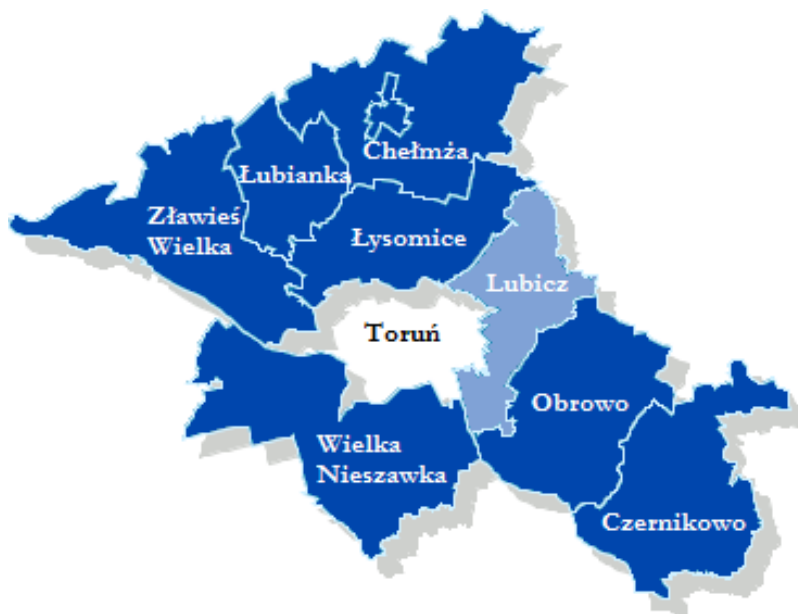 Chełmża
Łubianka
Zławieś
Wielka
Łysomice
Lubicz
Toruń
Obrowo
Wielka
Nieszawka
Czernikowo